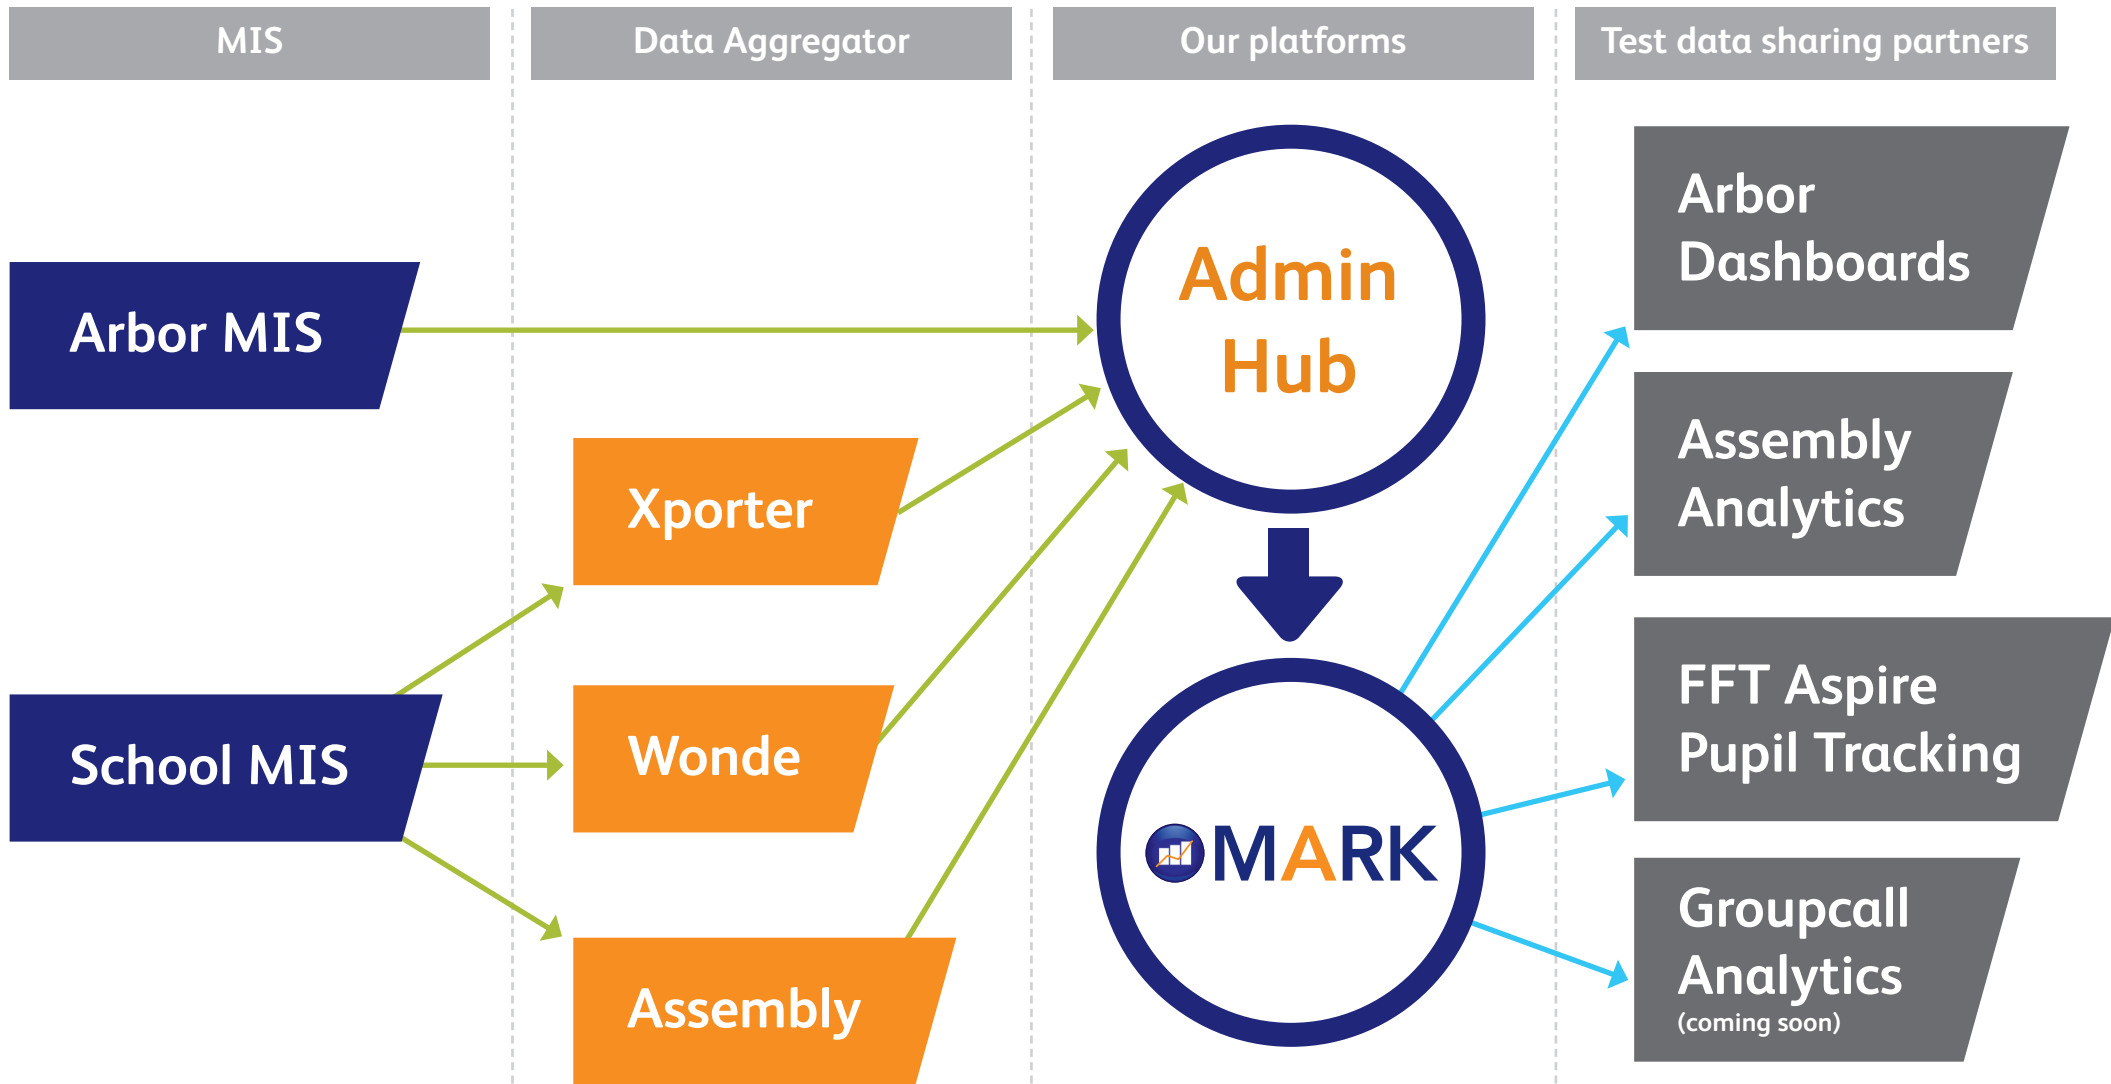 MIS
Data Aggregator
Our platforms
Test data sharing partners
Arbor MIS
School MIS
Xporter
Wonde
Assembly
Admin
Hub
MARK
Arbor
Dashboards
Assembly
Analytics
FFT Aspire
Pupil Tracking
Groupcall
Analytics
(coming soon)